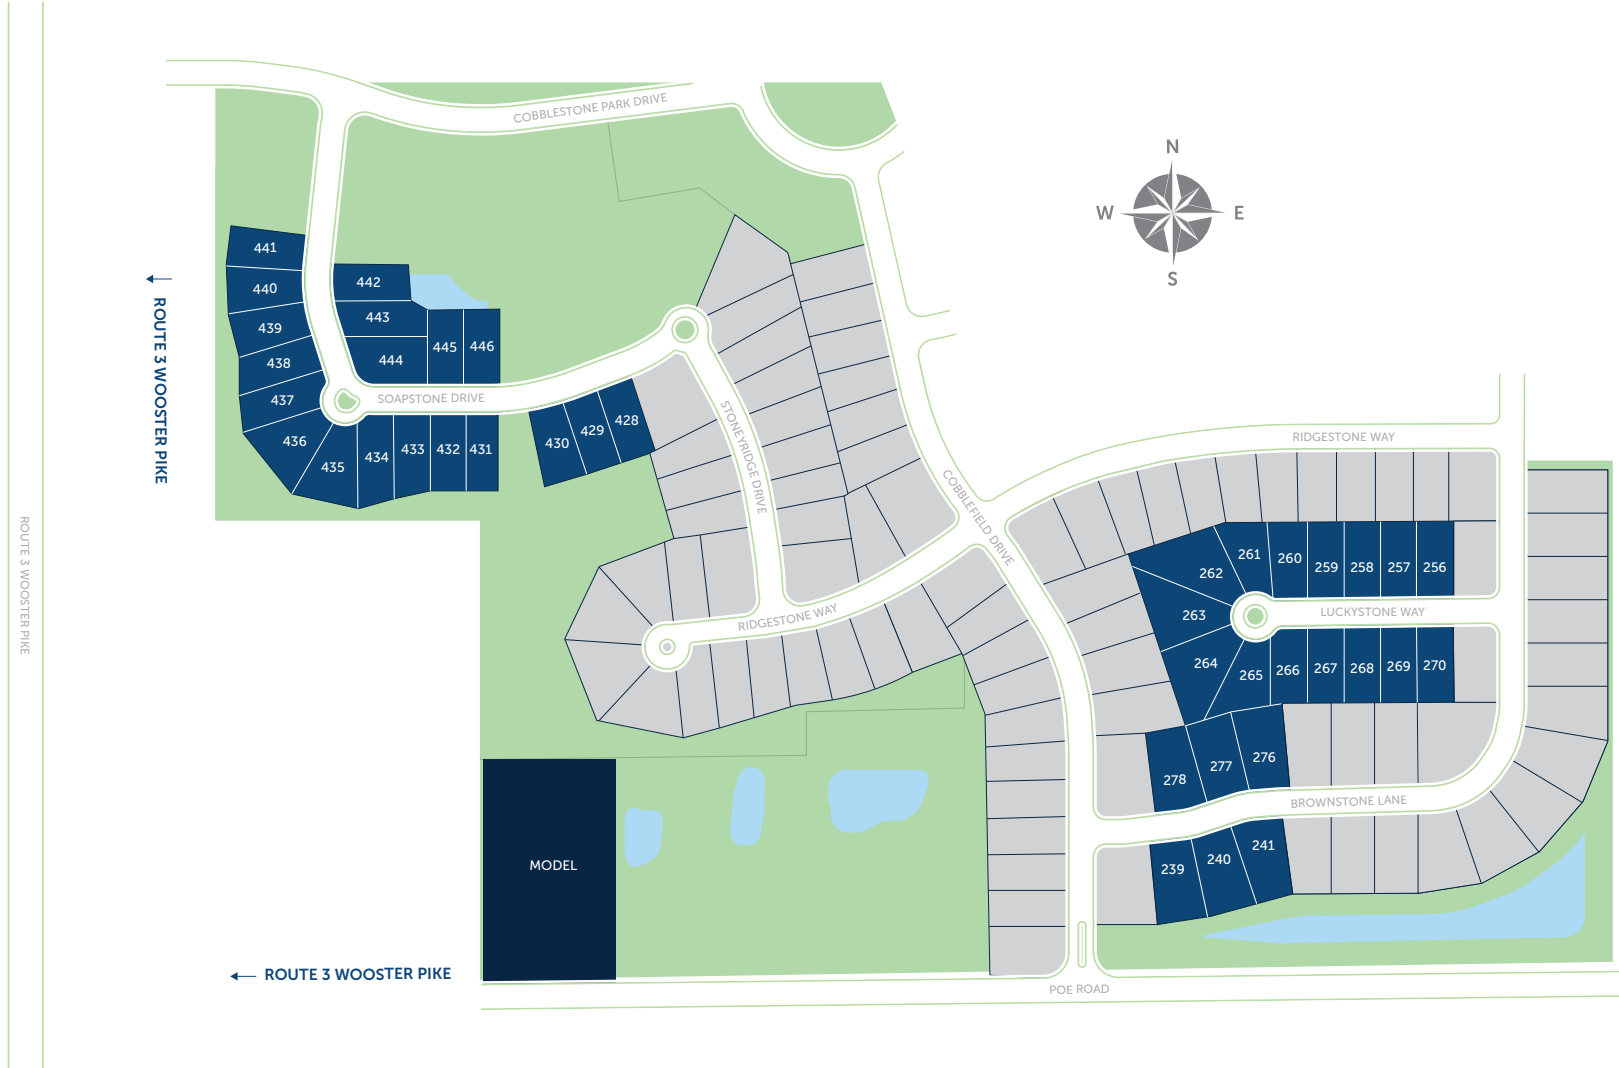 COBBLESTONE PARK DRIVE
N
W
E
S
441
440
439
438
437
436
435
434
433
432
431
442
443
444
445
446
SOAPSTONE DRIVE
430
429
428
STONEYRIDGE DRIVE
COBBLEFIELD DRIVE
RIDGESTONE WAY
RIDGESTONE WAY
ROUTE 3 WOOSTER PIKE
ROUTE 3 WOOSTER PIKE
261
260
259
258
257
256
262
263
264
LUCKYSTONE WAY
265
266
267
268
269
270
278
277
276
BROWNSTONE LANE
239
240
241
MODEL
ROUTE 3 WOOSTER PIKE
POE ROAD